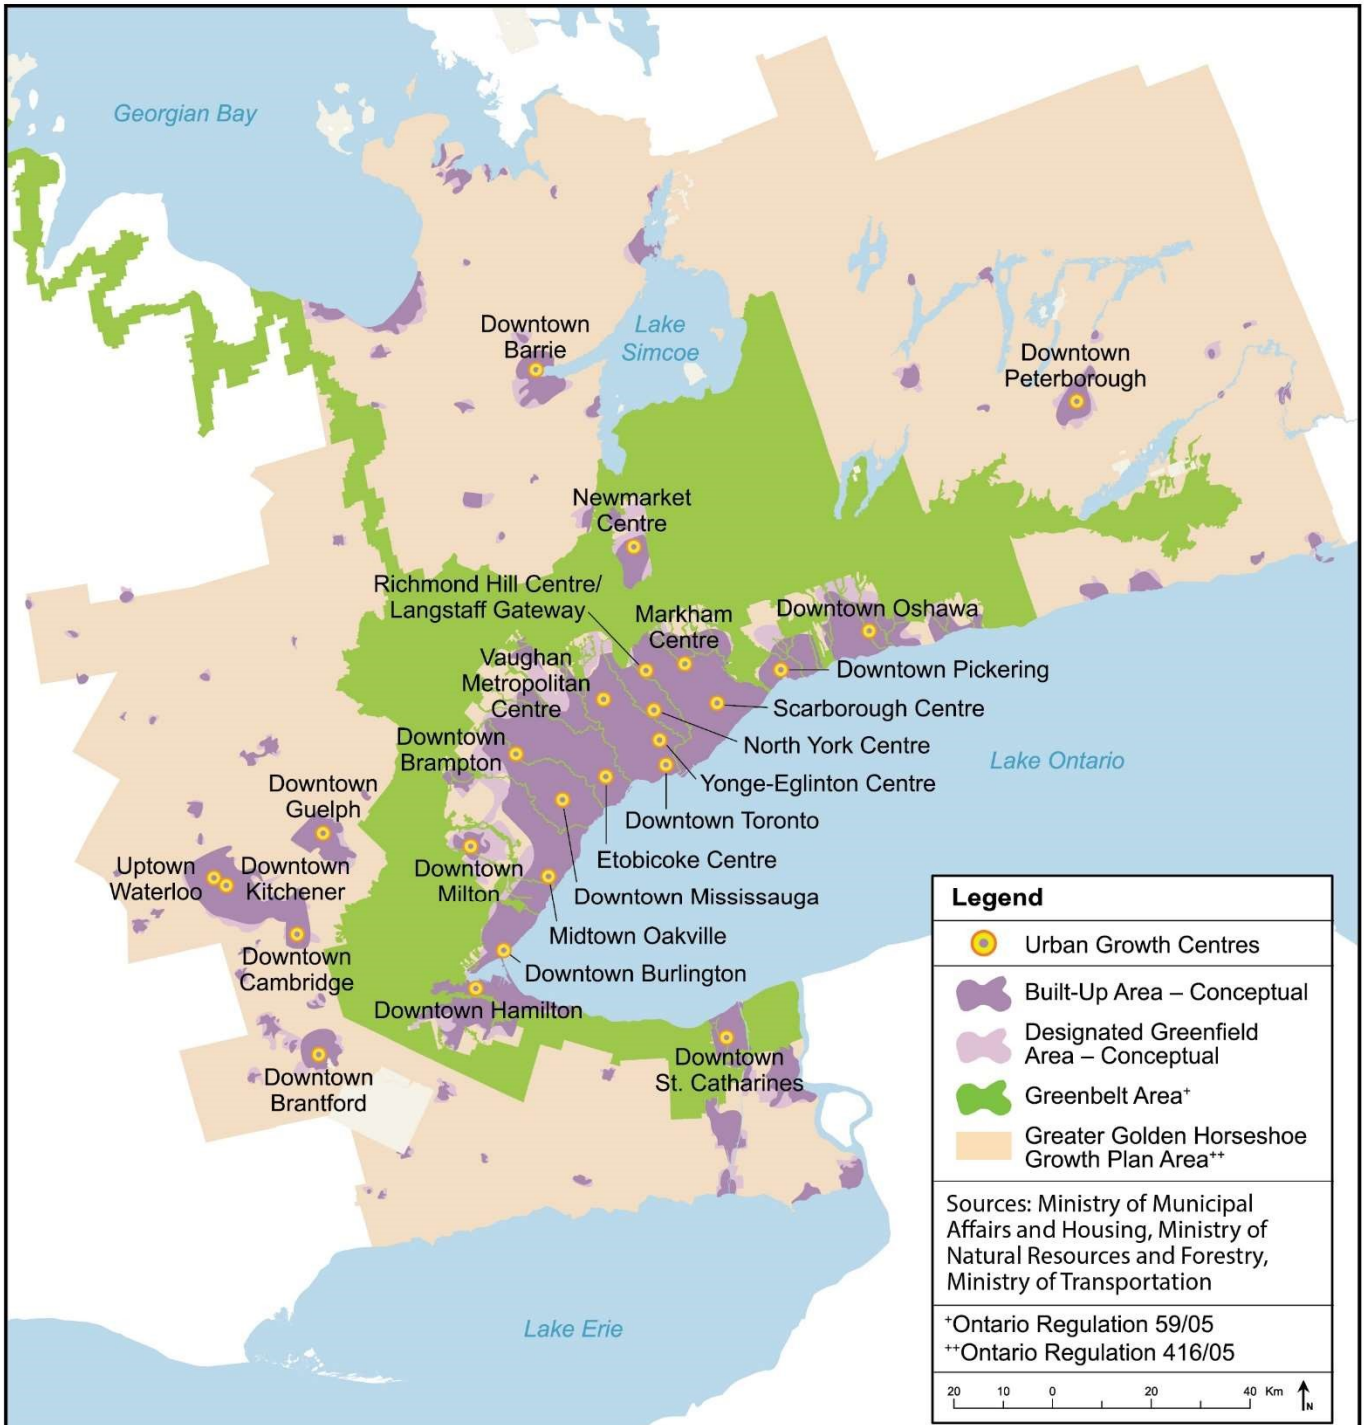 Georgian Bay
Downtown
Barrie
Lake
Simcoe
Downtown
Peterborough
Newmarket
Centre
Richmond Hill Centre/
Langstaff Gateway
Markham
Centre
Downtown Oshawa
Vaughan
Metropolitan
Centre
Downtown Pickering
Scarborough Centre
Downtown
Brampton
North York Centre
Lake Ontario
Yonge-Eglinton Centre
Downtown
Guelph
Downtown Toronto
Uptown
Waterloo
Downtown
Kitchener
Downtown
Milton
Etobicoke Centre
Downtown Mississauga
Midtown Oakville
Downtown
Cambridge
Downtown Burlington
Downtown Hamilton
Downtown
St. Catharines
Downtown
Brantford
Lake Erie
Legend
Urban Growth Centres
Built-Up Area – Conceptual
Designated Greenfield
Area – Conceptual
Greenbelt Area+
Greater Golden Horseshoe
Growth Plan Area++
Sources: Ministry of Municipal
Affairs and Housing, Ministry of
Natural Resources and Forestry,
Ministry of Transportation
+Ontario Regulation 59/05
++Ontario Regulation 416/05
20 10 0 20 40 Km
N